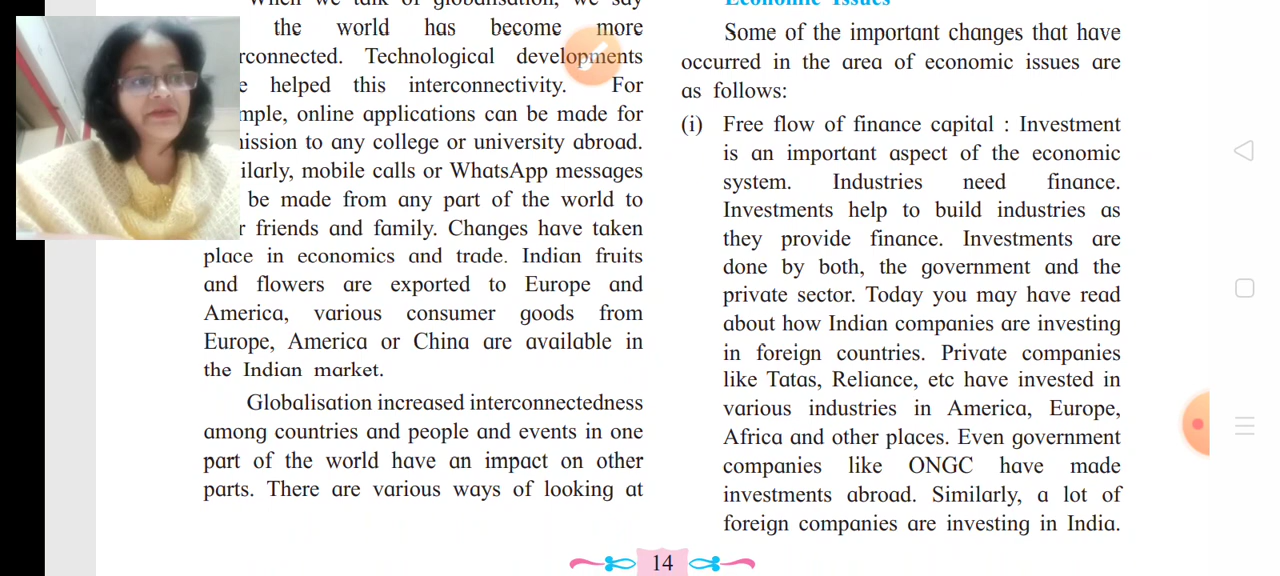 When we talk of globalisation, we say
the world has become more
rconnected. Technological developments
e helped this interconnectivity. For
mple, online applications can be made for
ission to any college or university abroad.
ilarly, mobile calls or WhatsApp messages
be made from any part of the world to
r friends and family. Changes have taken
place in economics and trade. Indian fruits
and flowers are exported to Europe and
America, various consumer goods from
Europe, America or China are available in
the Indian market.
Globalisation increased interconnectedness
among countries and people and events in one
part of the world have an impact on other
parts. There are various ways of looking at
Economic Issues
Some of the important changes that have
occurred in the area of economic issues are
as follows:
(i) Free flow of finance capital : Investment
is an important aspect of the economic
system. Industries need finance.
Investments help to build industries as
they provide finance. Investments are
done by both, the government and the
private sector. Today you may have read
about how Indian companies are investing
in foreign countries. Private companies
like Tatas, Reliance, etc have invested in
various industries in America, Europe,
Africa and other places. Even government
companies like ONGC have made
investments abroad. Similarly, a lot of
foreign companies are investing in India.
14